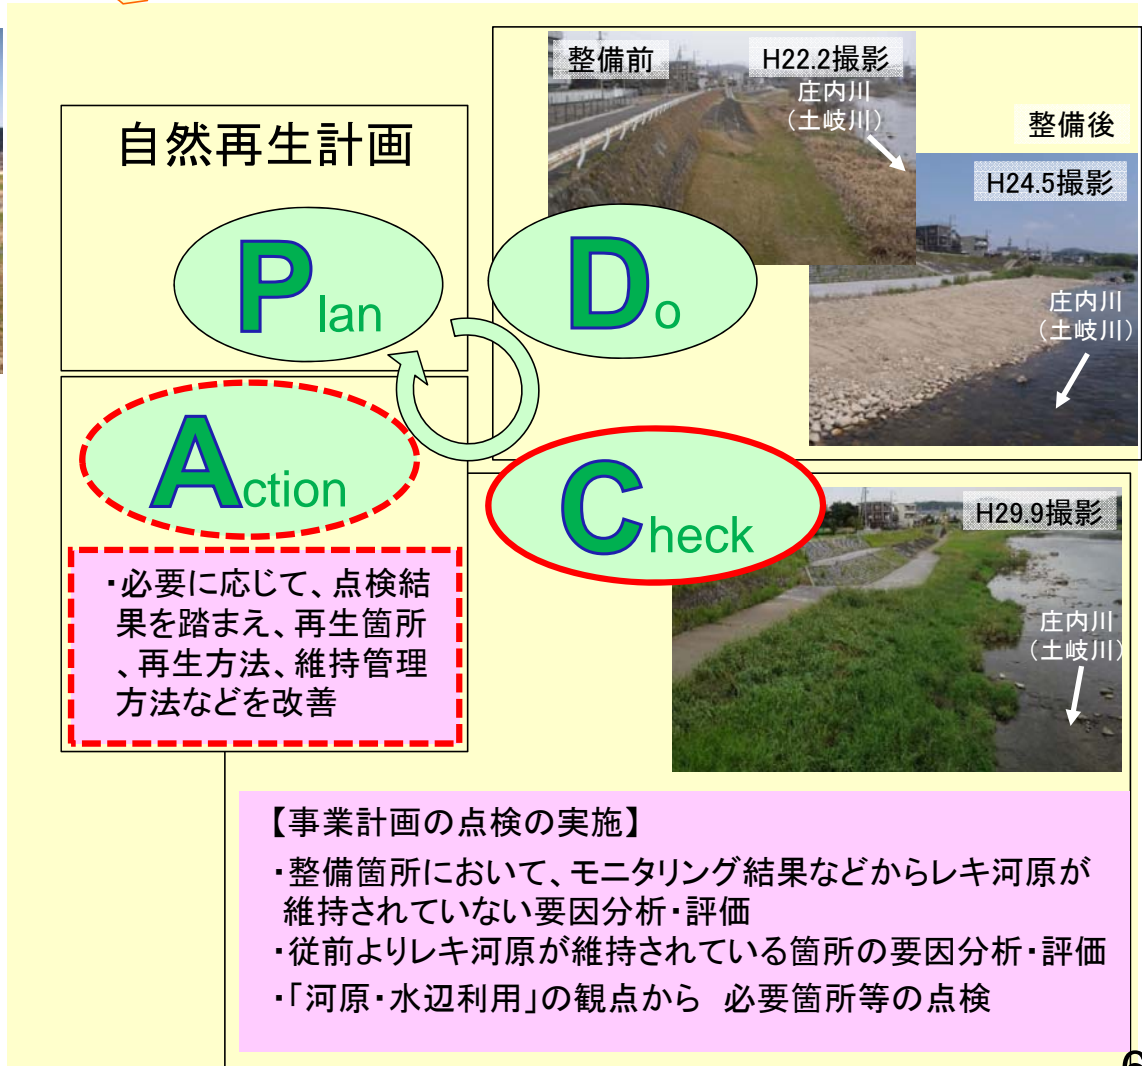 自然再生計画
Plan
整備前
H22.2撮影
庄内川
（土岐川）
整備後
H24.5撮影
庄内川
（土岐川）
Do
Action
・必要に応じて、点検結
果を踏まえ、再生箇所
、再生方法、維持管理
方法などを改善
Check
H29.9撮影
庄内川
（土岐川）
【事業計画の点検の実施】
・整備箇所において、モニタリング結果などからレキ河原が
維持されていない要因分析・評価
・従前よりレキ河原が維持されている箇所の要因分析・評価
・「河原・水辺利用」の観点から 必要箇所等の点検